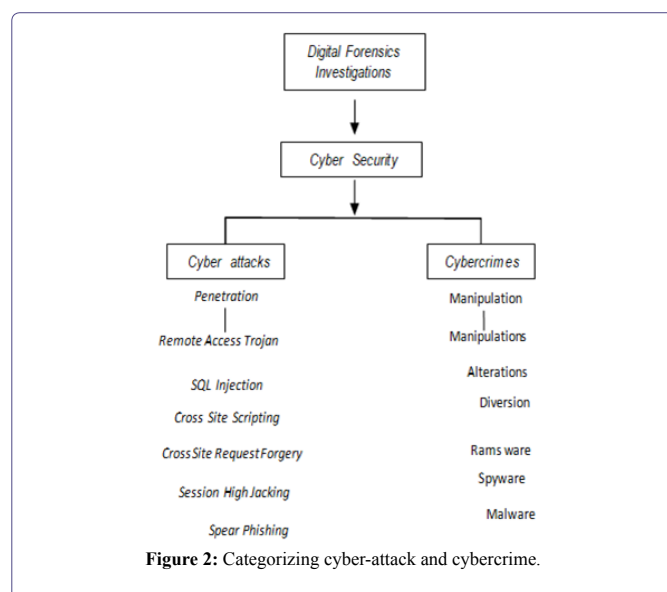 Digital Forensics
Investigations
Cyber Security
Cyber attacks
Penetration
Remote Access Trojan
SQL Injection
Cross Site Scripting
Cross Site Request Forgery
Session High Jacking
Spear Phishing
Cybercrimes
Manipulation
Manipulations
Alterations
Diversion
Rams ware
Spyware
Malware
Figure 2: Categorizing cyber-attack and cybercrime.